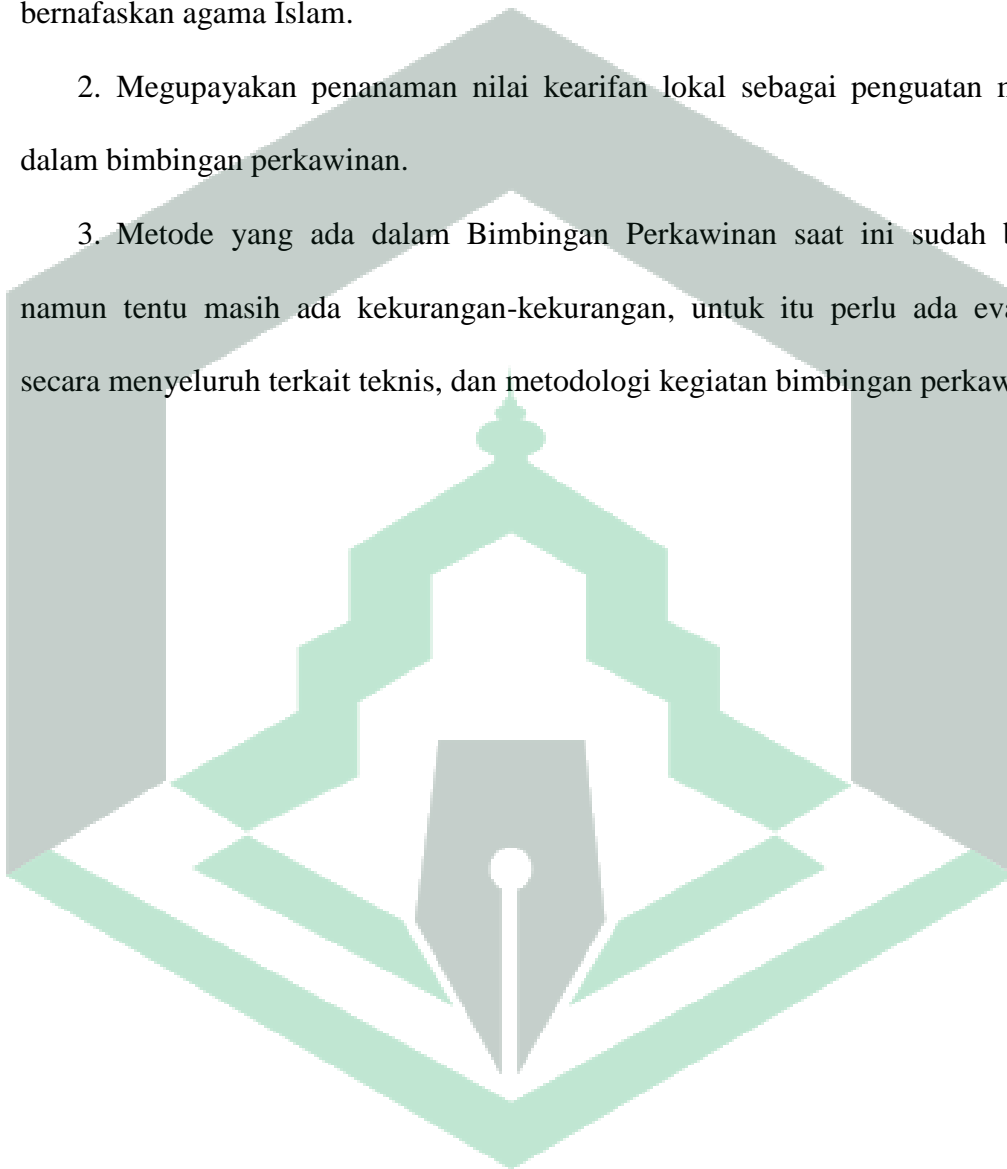 bernafaskan agama Islam.
2. Megupayakan penanaman nilai kearifan lokal sebagai penguatan
dalam bimbingan perkawinan.
3. Metode yang ada dalam Bimbingan Perkawinan saat ini sudah
namun tentu masih ada kekurangan-kekurangan, untuk itu perlu ada
secara menyeluruh terkait teknis, dan metodologi kegiatan bimbingan